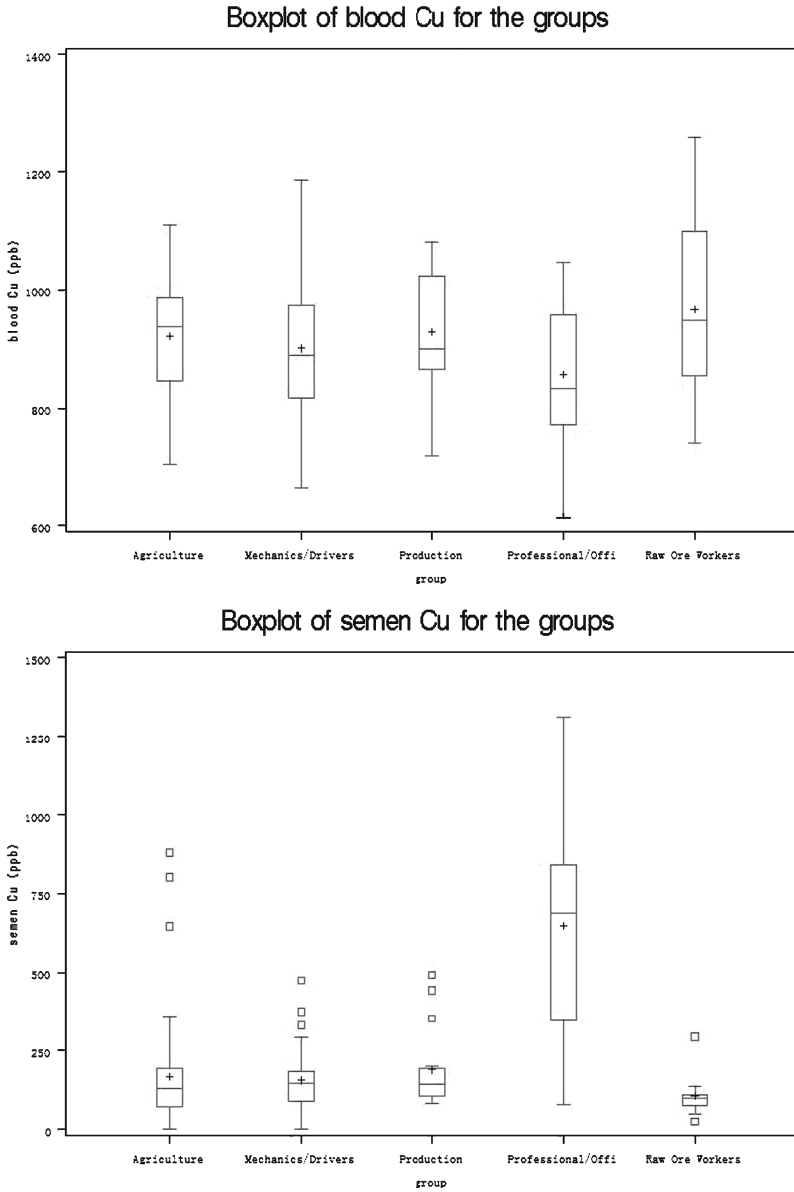 Boxplot of blood Cu for the groups
1400
1200
1000
800
600
blood Cu (ppb)
Agriculture Mechanics/Drivers Production Professional/Offi Raw Ore Workers
group
Boxplot of semen Cu for the groups
1500
1250
1000
750
500
250
0
semen Cu (ppb)
Agriculture Mechanics/Drivers Production Professional/Offi Raw Ore Workers
group